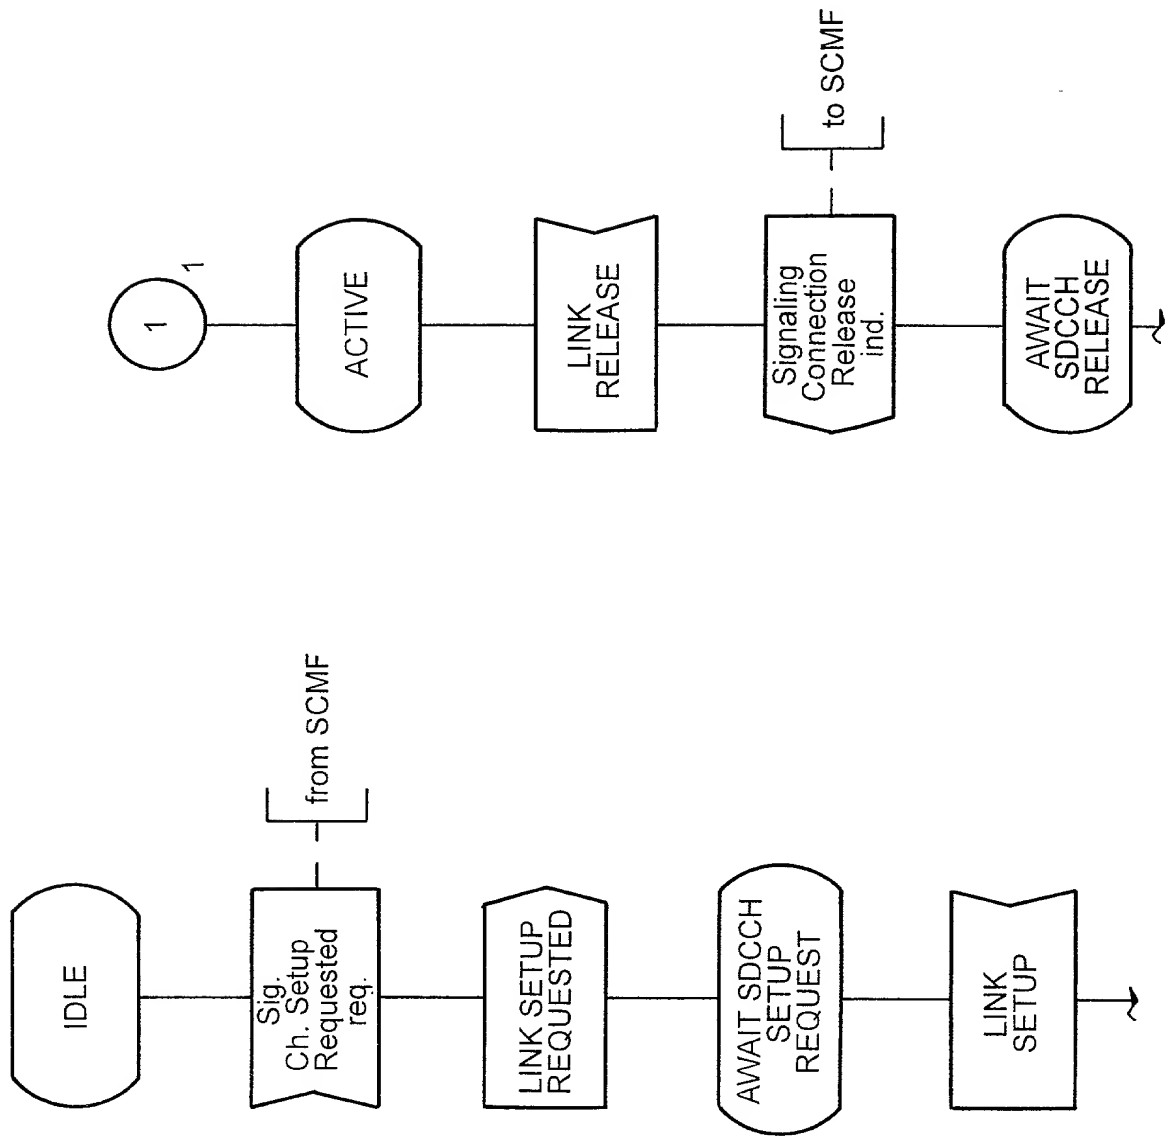 IDLE
Sig.
Ch. Setup
Requested
req.
from SCMF
LINK SETUP
REQUESTED
AWAIT SDCCH
SETUP
REQUEST
LINK
SETUP
1
1
ACTIVE
LINK
RELEASE
Signaling
Connection
Release
ind.
to SCMF
AWAIT
SDCCH
RELEASE